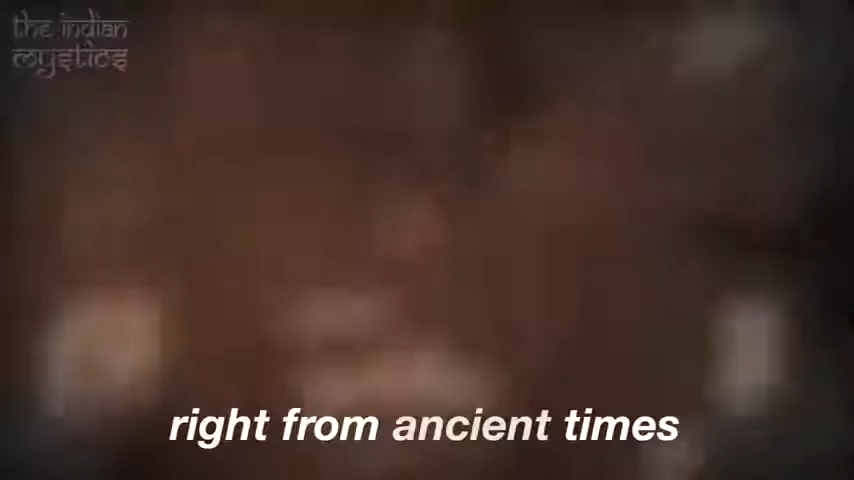 the indian
mystics
right from ancient times